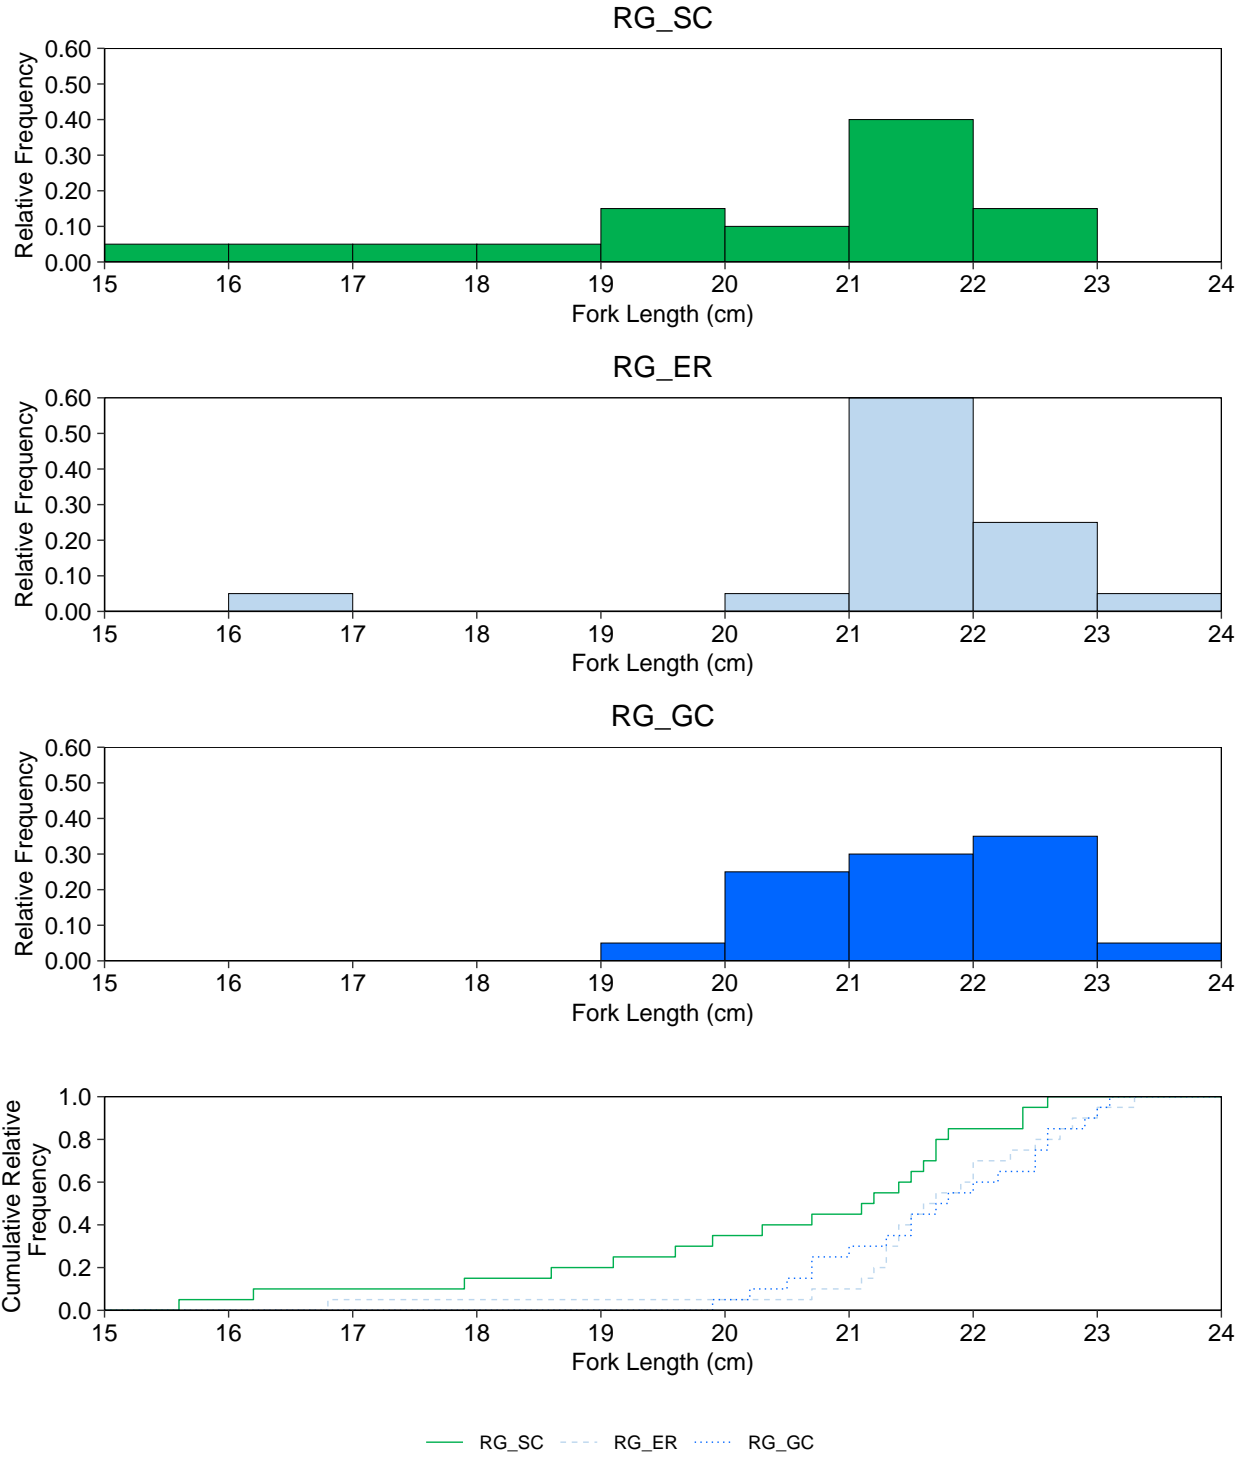 RG_SC
Relative Frequency
0.60
0.50
0.40
0.30
0.20
0.10
0.00
15 16 17 18 19 20 21 22 23 24
Fork Length (cm)
RG_ER
Relative Frequency
0.60
0.50
0.40
0.30
0.20
0.10
0.00
15 16 17 18 19 20 21 22 23 24
Fork Length (cm)
RG_GC
Relative Frequency
0.60
0.50
0.40
0.30
0.20
0.10
0.00
15 16 17 18 19 20 21 22 23 24
Fork Length (cm)
Cumulative Relative
Frequency
1.0
0.8
0.6
0.4
0.2
0.0
15 16 17 18 19 20 21 22 23 24
Fork Length (cm)
RG_SC RG_ER RG_GC